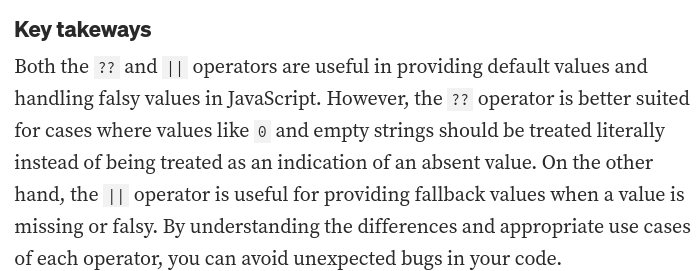 Key takeways
Both the ?? and || operators are useful in providing default values and
handling falsy values in JavaScript. However, the ?? operator is better suited
for cases where values like 0 and empty strings should be treated literally
instead of being treated as an indication of an absent value. On the other
hand, the || operator is useful for providing fallback values when a value is
missing or falsy. By understanding the differences and appropriate use cases
of each operator, you can avoid unexpected bugs in your code.